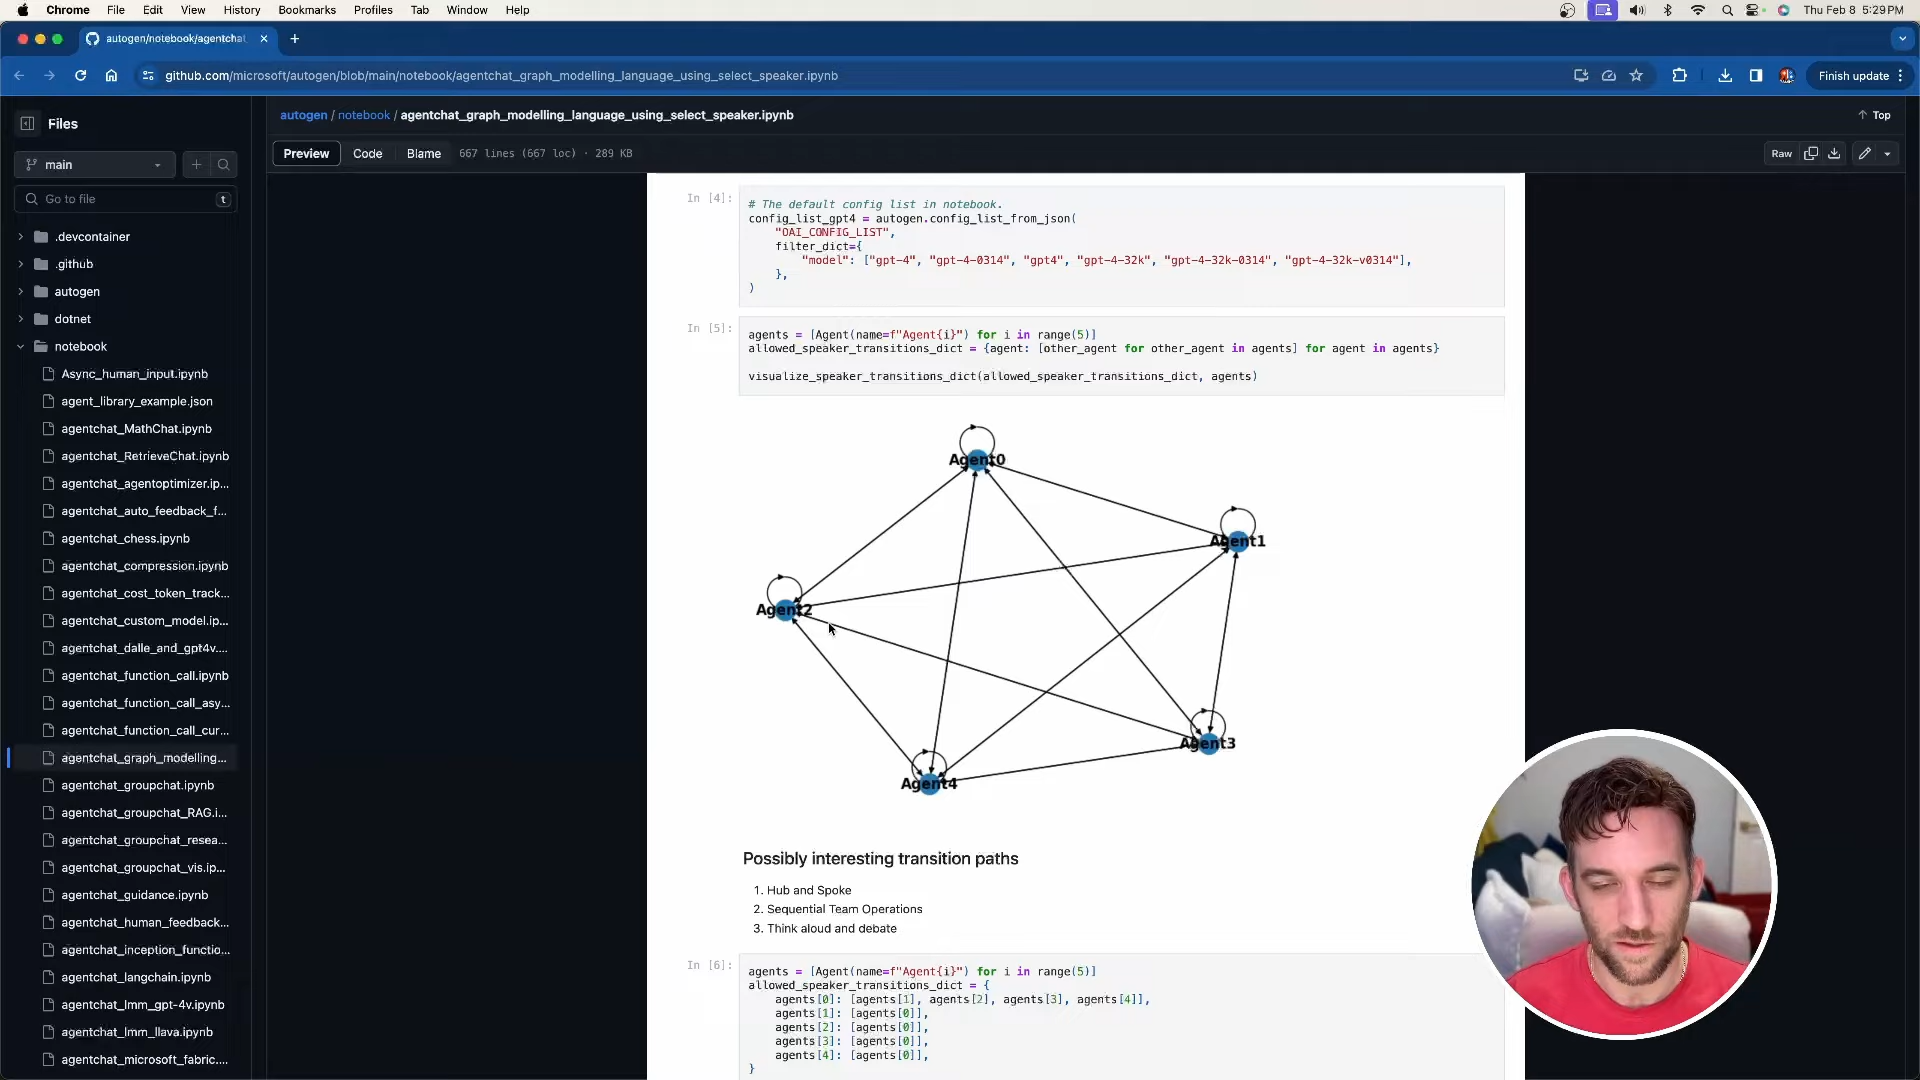 Chrome File Edit View History Bookmarks Profiles Tab Window Help Thu Feb 8 5:29 PM
autogen/notebook/agentchat
github.com/microsoft/autogen/blob/main/notebook/agentchat_graph_modelling_language_using_select_speaker.ipynb Finish update
Files
main
Go to file t
.devcontainer
.github
autogen
dotnet
notebook
Async_human_input.ipynb
agent_library_example.json
agentchat_MathChat.ipynb
agentchat_RetrieveChat.ipynb
agentchat_agentoptimizer.ip...
agentchat_auto_feedback_f...
agentchat_chess.ipynb
agentchat_compression.ipynb
agentchat_cost_token_track...
agentchat_custom_model.ip...
agentchat_dalle_and_gpt4v....
agentchat_function_call.ipynb
agentchat_function_call_asy...
agentchat_function_call_cur...
agentchat_graph_modelling...
agentchat_groupchat.ipynb
agentchat_groupchat_RAG.i...
agentchat_groupchat_resea...
agentchat_groupchat_vis.ip...
agentchat_guidance.ipynb
agentchat_human_feedback...
agentchat_inception_functio...
agentchat_langchain.ipynb
agentchat_lmm_gpt-4v.ipynb
agentchat_lmm_llava.ipynb
agentchat_microsoft_fabric....
autogen / notebook / agentchat_graph_modelling_language_using_select_speaker.ipynb Top
Preview Code Blame 667 lines (667 loc) · 289 KB Raw
In [4]:
# The default config list in notebook.
config_list_gpt4 = autogen.config_list_from_json(
"OAI_CONFIG_LIST",
filter_dict={
"model": ["gpt-4", "gpt-4-0314", "gpt4", "gpt-4-32k", "gpt-4-32k-0314", "gpt-4-32k-v0314"],
},
)
In [5]:
agents = [Agent(name=f"Agent{i}") for i in range(5)]
allowed_speaker_transitions_dict = {agent: [other_agent for other_agent in agents] for agent in agents}
visualize_speaker_transitions_dict(allowed_speaker_transitions_dict, agents)
Agent0
Agent1
Agent2
Agent3
Agent4
Possibly interesting transition paths
1. Hub and Spoke
2. Sequential Team Operations
3. Think aloud and debate
In [6]:
agents = [Agent(name=f"Agent{i}") for i in range(5)]
allowed_speaker_transitions_dict = {
agents[0]: [agents[1], agents[2], agents[3], agents[4]],
agents[1]: [agents[0]],
agents[2]: [agents[0]],
agents[3]: [agents[0]],
agents[4]: [agents[0]],
}